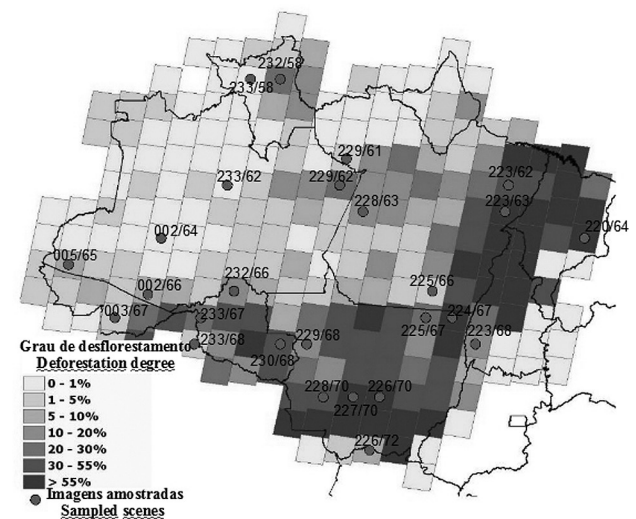 232/58
233/58
229/61
233/62
229/62
223/62
228/63
223/63
002/64
220/64
005/65
232/66
225/66
002/66
003/67
233/67
225/67
224/67
233/68
230/68
229/68
223/68
228/70
227/70
226/70
226/72
Grau de desflorestamento
Deforestation degree
0 - 1%
1 - 5%
5 - 10%
10 - 20%
20 - 30%
30 - 55%
> 55%
Imagens amostradas
Sampled scenes